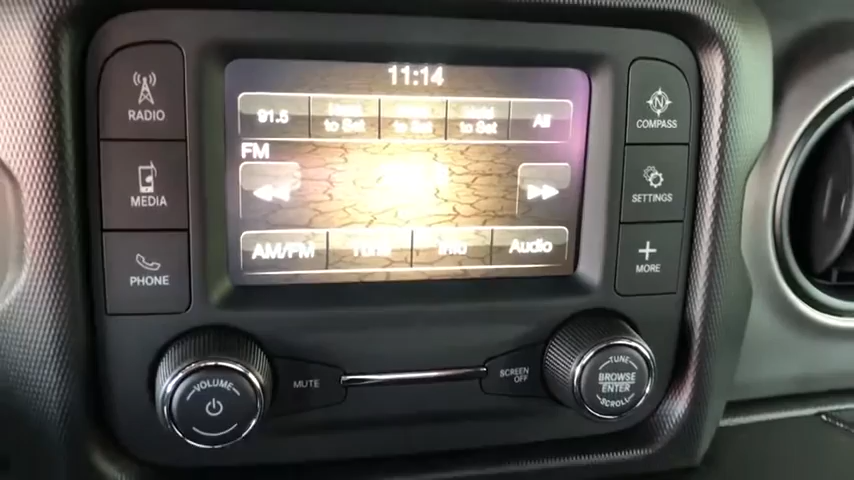 11:14
RADIO
MEDIA
PHONE
91.5
to Set
to Set
to Set
All
FM
AM/FM
Tune
Info
Audio
COMPASS
SETTINGS
MORE
VOLUME
MUTE
SCREEN
OFF
TUNE
BROWSE
ENTER
SCROLL